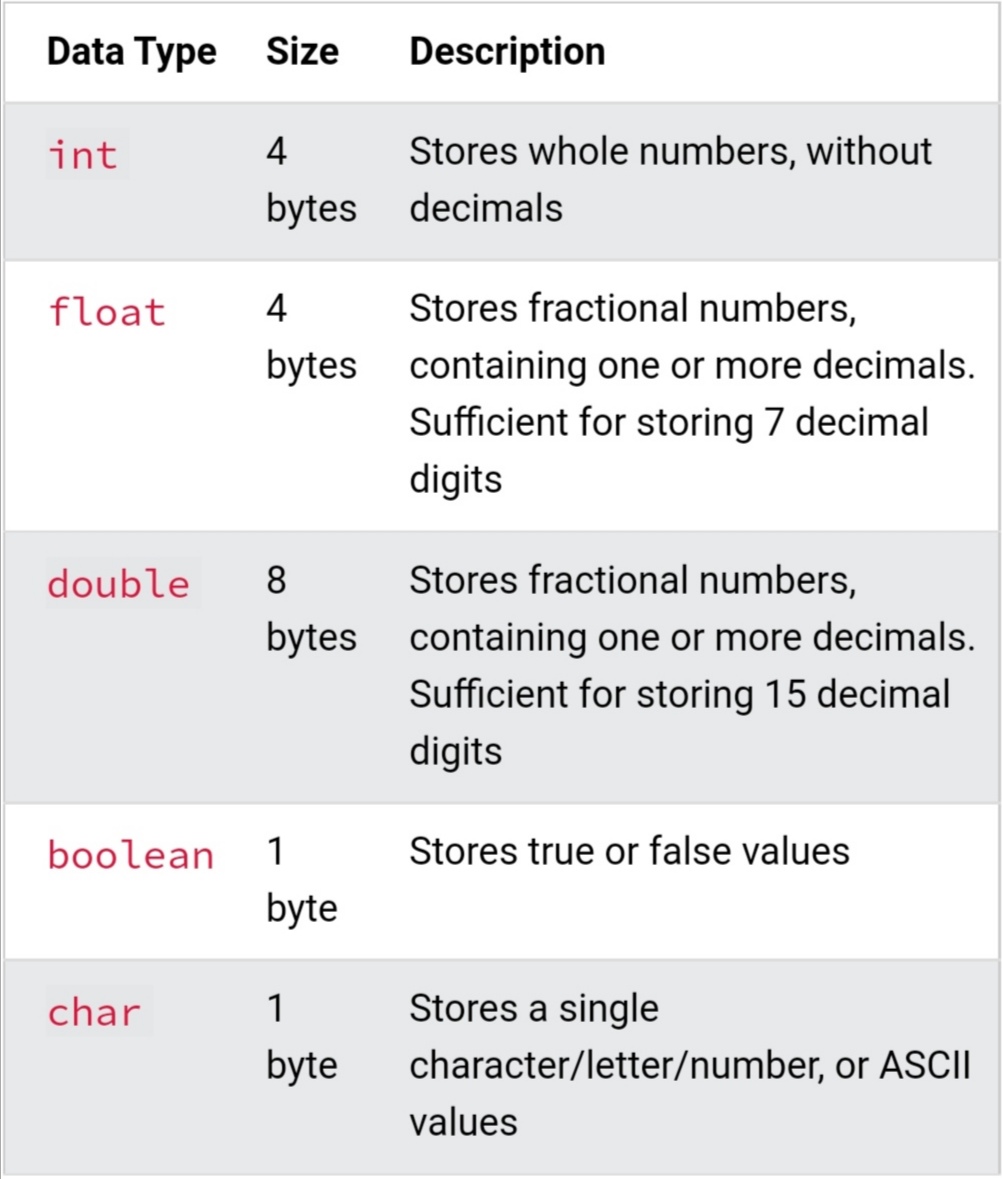 Data Type Size Description
int 4 bytes Stores whole numbers, without
decimals
float 4 bytes Stores fractional numbers,
containing one or more decimals.
Sufficient for storing 7 decimal
digits
double 8 bytes Stores fractional numbers,
containing one or more decimals.
Sufficient for storing 15 decimal
digits
boolean 1 byte Stores true or false values
char 1 byte Stores a single
character/letter/number, or ASCII
values